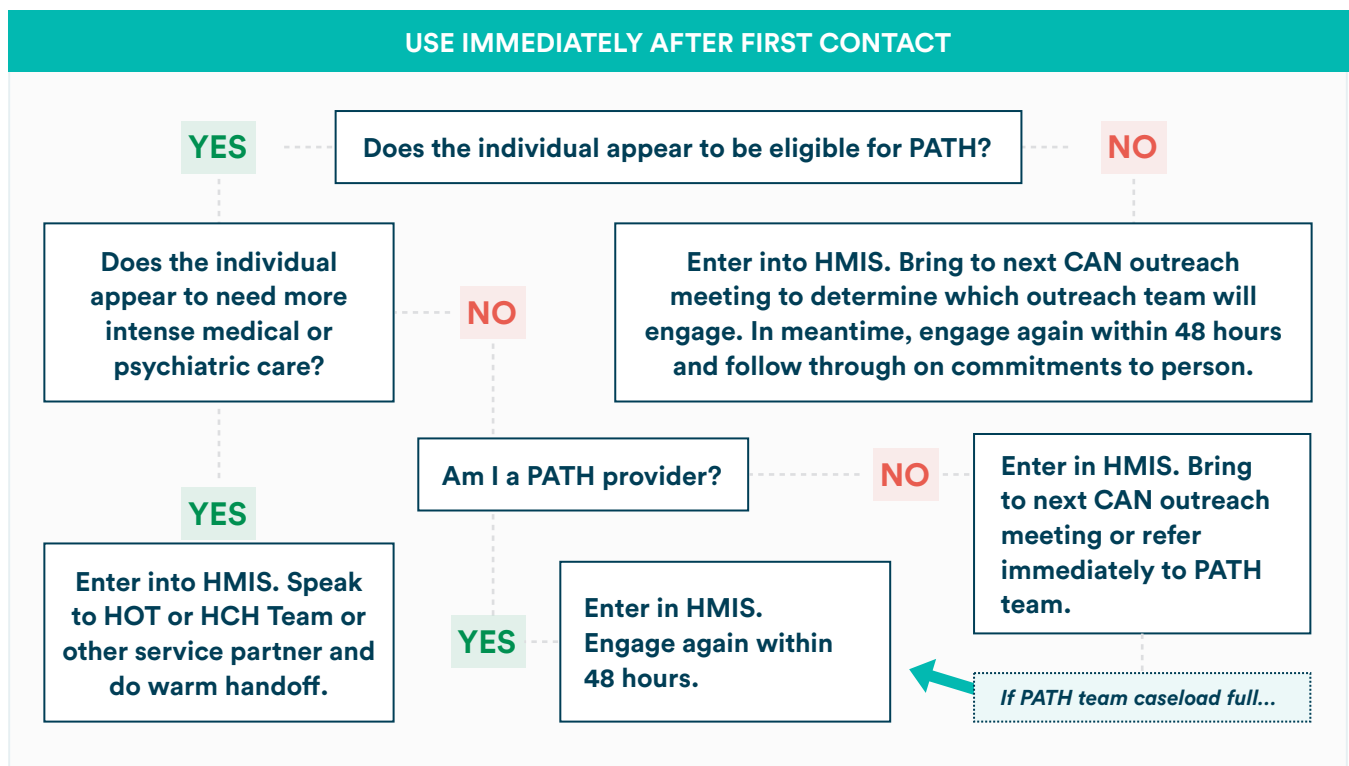 USE IMMEDIATELY AFTER FIRST CONTACT
YES
Does the individual appear to be eligible for PATH?
NO
Does the individual
appear to need more
intense medical or
psychiatric care?
NO
Enter into HMIS. Bring to next CAN outreach
meeting to determine which outreach team will
engage. In meantime, engage again within 48 hours
and follow through on commitments to person.
Am I a PATH provider?
NO
Enter in HMIS. Bring
to next CAN outreach
meeting or refer
immediately to PATH
team.
YES
Enter into HMIS. Speak
to HOT or HCH Team or
other service partner and
do warm handoff.
YES
Enter in HMIS.
Engage again within
48 hours.
If PATH team caseload full...